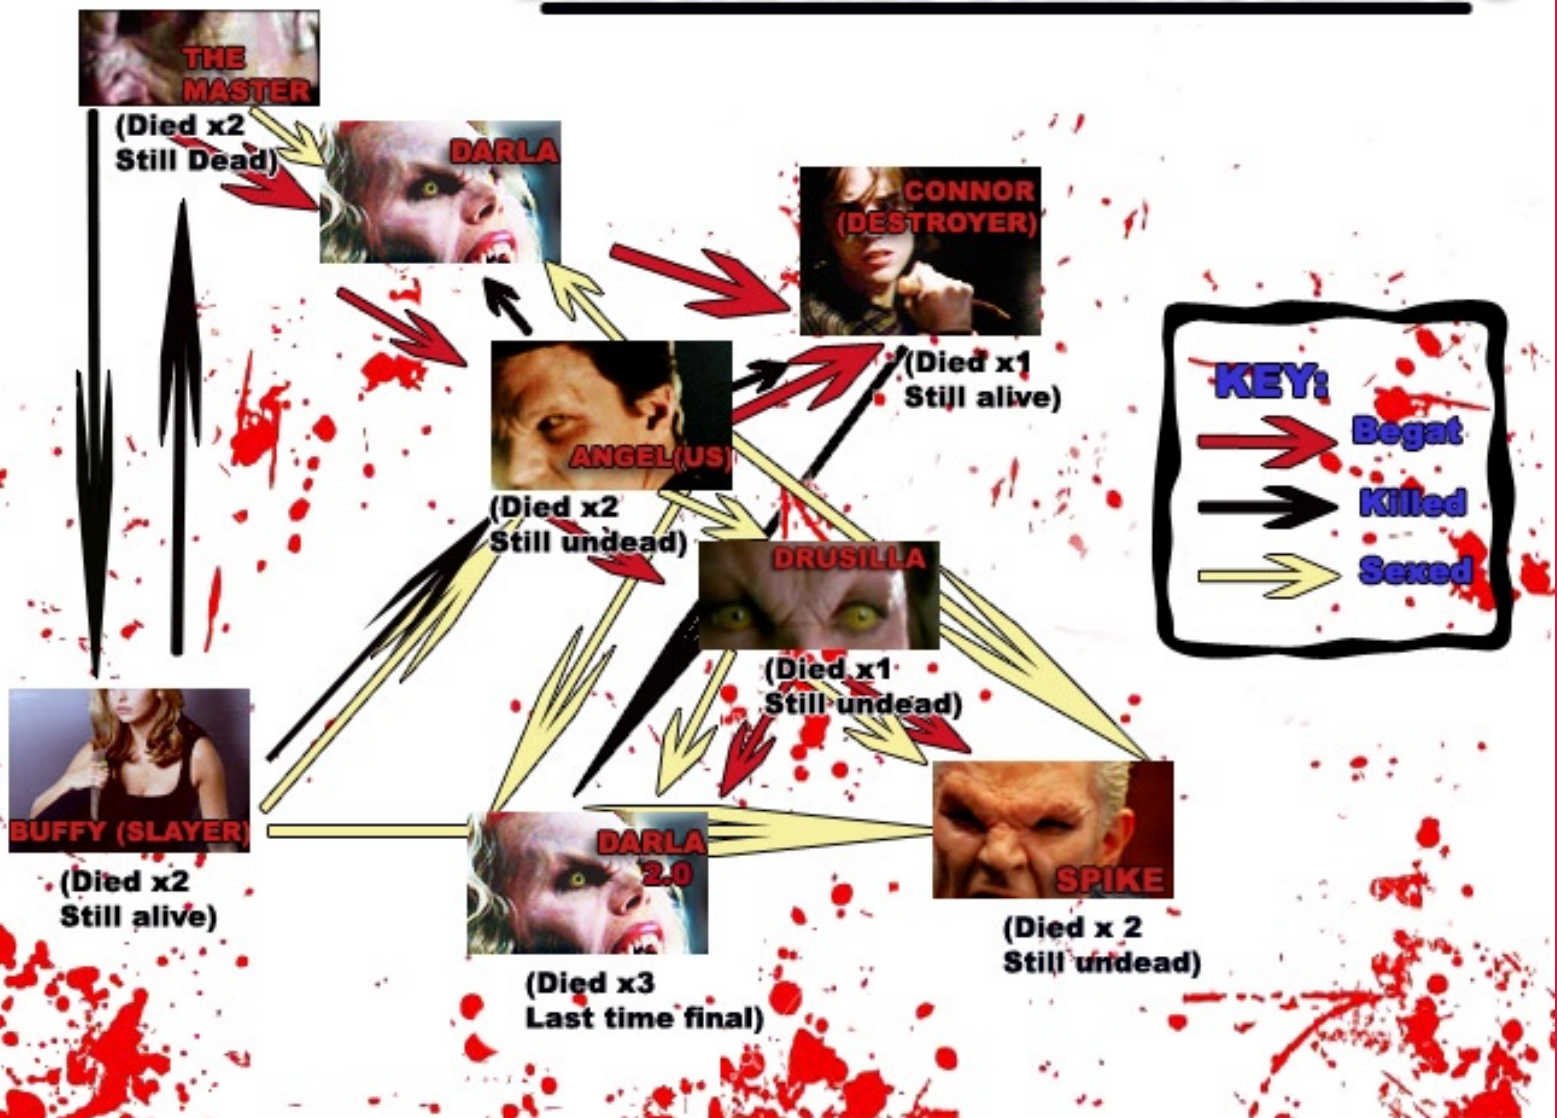 THE
MASTER
(Died x2
Still Dead)
DARLA
CONNOR
(DESTROYER)
(Died x1
Still alive)
KEY:
Begat
Killed
Sexed
ANGEL(US)
(Died x2
Still undead)
DRUSILLA
(Died x1
Still undead)
BUFFY (SLAYER)
(Died x2
Still alive)
DARLA
2.0
(Died x3
Last time final)
SPIKE
(Died x 2
Still undead)